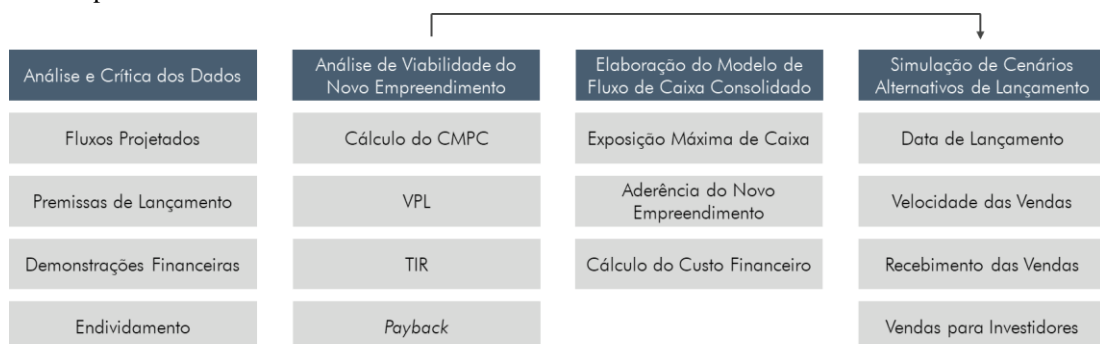 Análise e Crítica dos Dados
Fluxos Projetados
Premissas de Lançamento
Demonstrações Financeiras
Endividamento
Análise de Viabilidade do
Novo Empreendimento
Cálculo do CMPC
VPL
TIR
Payback
Elaboração do Modelo de
Fluxo de Caixa Consolidado
Exposição Máxima de Caixa
Aderência do Novo
Empreendimento
Cálculo do Custo Financeiro
Simulação de Cenários
Alternativos de Lançamento
Data de Lançamento
Velocidade das Vendas
Recebimento das Vendas
Vendas para Investidores